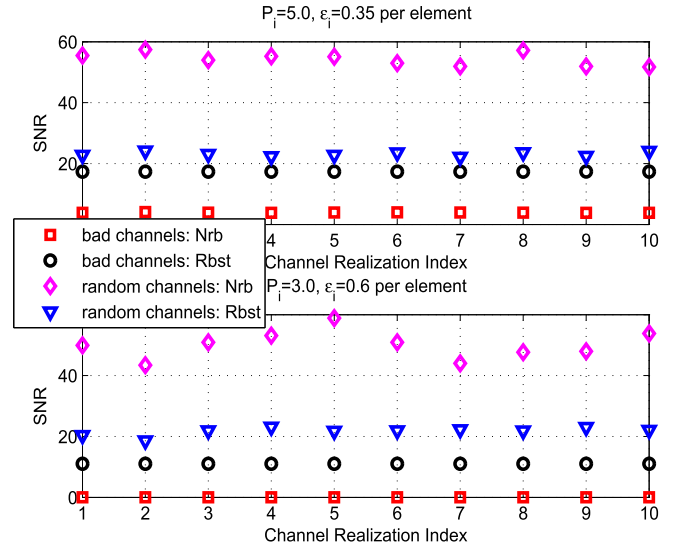 P_i=5.0, ε_i=0.35 per element
60
40
20
SNR
4 5 6 7 8 9 10
Channel Realization Index
bad channels: Nrb
bad channels: Rbst
random channels: Nrb
random channels: Rbst
P_i=3.0, ε_i=0.6 per element
40
20
0
SNR
1 2 3 4 5 6 7 8 9 10
Channel Realization Index